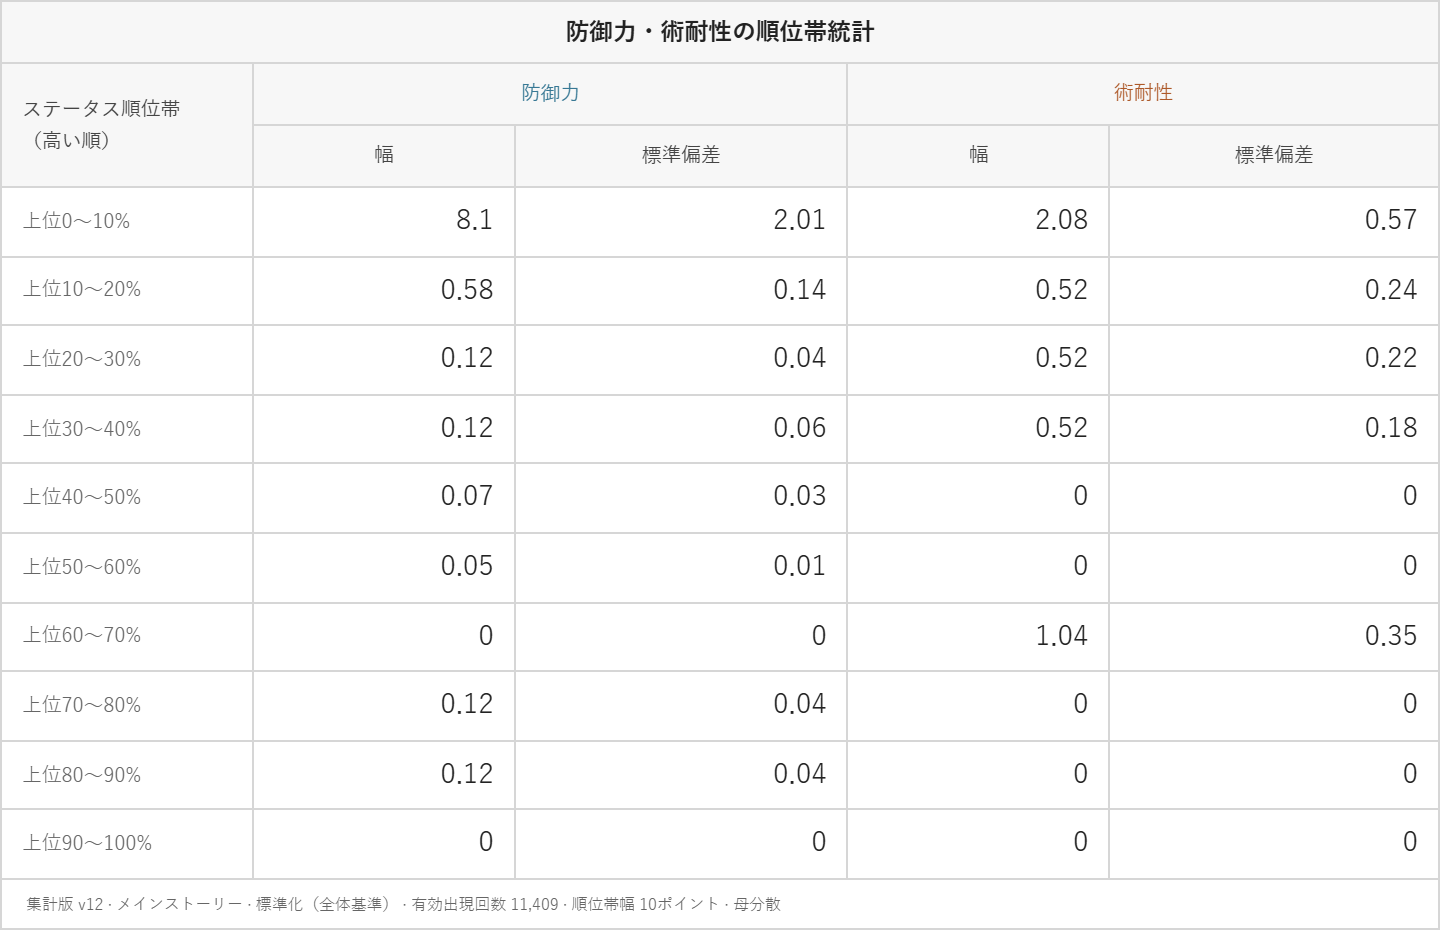 防御力・術耐性の順位帯統計
ステータス順位帯
（高い順）
防御力
術耐性
幅
標準偏差
幅
標準偏差
上位0～10% 8.1 2.01 2.08 0.57
上位10～20% 0.58 0.14 0.52 0.24
上位20～30% 0.12 0.04 0.52 0.22
上位30～40% 0.12 0.06 0.52 0.18
上位40～50% 0.07 0.03 0 0
上位50～60% 0.05 0.01 0 0
上位60～70% 0 0 1.04 0.35
上位70～80% 0.12 0.04 0 0
上位80～90% 0.12 0.04 0 0
上位90～100% 0 0 0 0
集計版 v12 · メインストーリー · 標準化（全体基準） · 有効出現回数 11,409 · 順位帯幅 10ポイント · 母分散